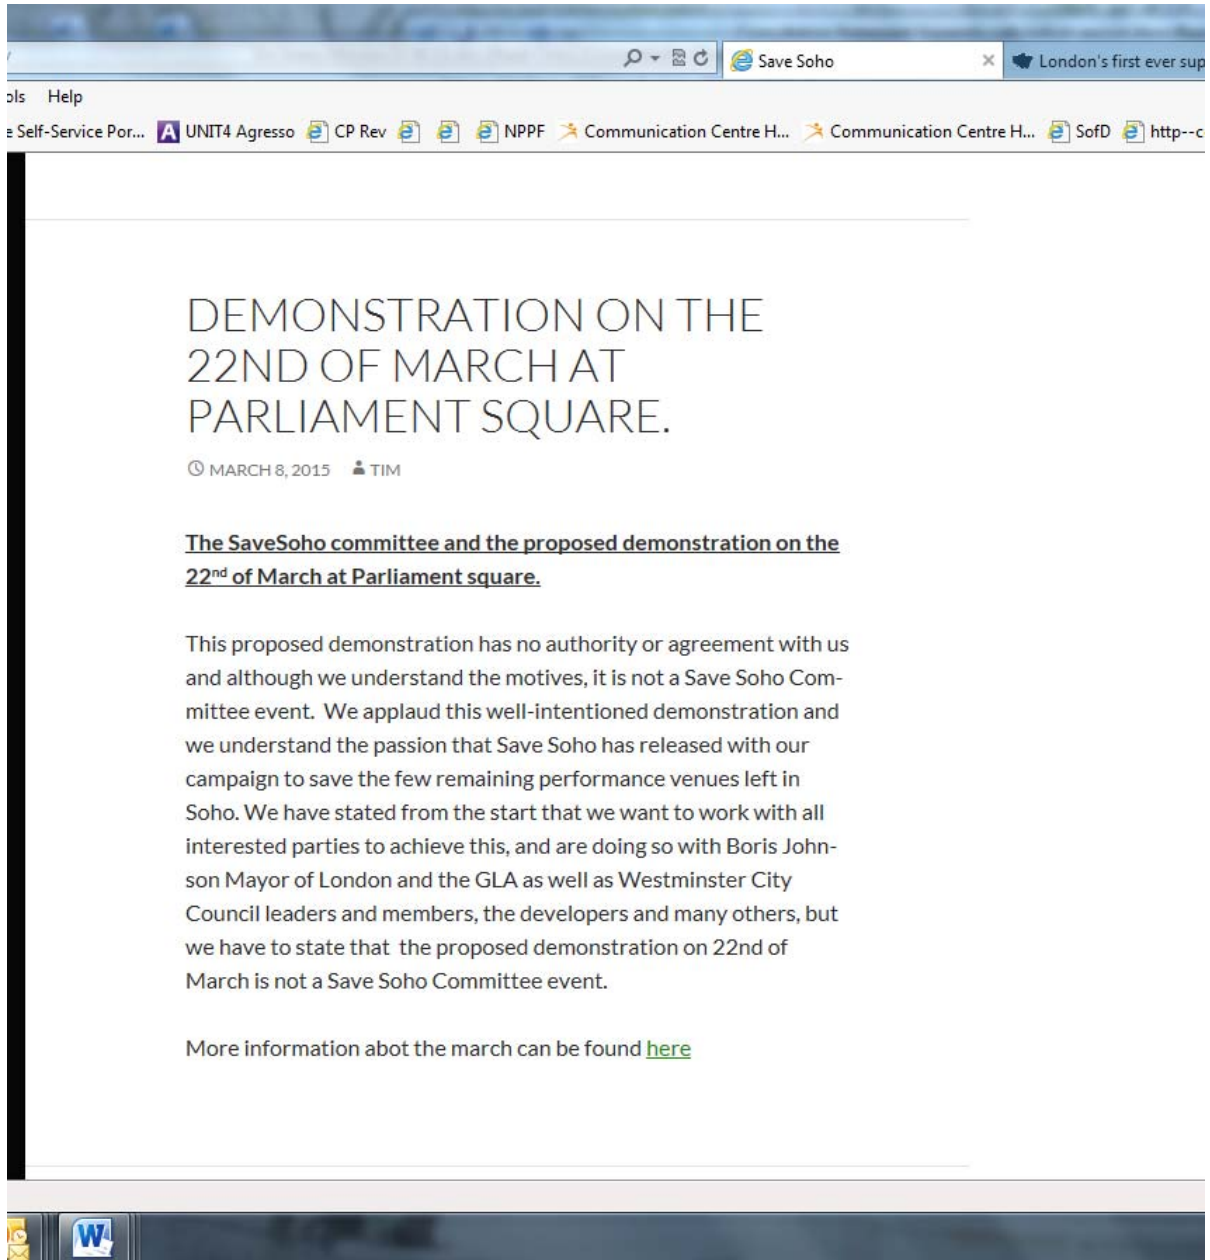 Save Soho
London's first ever sup
ols Help
e Self-Service Por... UNIT4 Agresso CP Rev NPPF Communication Centre H... Communication Centre H... SofD http--c
DEMONSTRATION ON THE
22ND OF MARCH AT
PARLIAMENT SQUARE.
MARCH 8, 2015 TIM
The SaveSoho committee and the proposed demonstration on the
22nd of March at Parliament square.
This proposed demonstration has no authority or agreement with us
and although we understand the motives, it is not a Save Soho Com-
mittee event. We applaud this well-intentioned demonstration and
we understand the passion that Save Soho has released with our
campaign to save the few remaining performance venues left in
Soho. We have stated from the start that we want to work with all
interested parties to achieve this, and are doing so with Boris John-
son Mayor of London and the GLA as well as Westminster City
Council leaders and members, the developers and many others, but
we have to state that the proposed demonstration on 22nd of
March is not a Save Soho Committee event.
More information abot the march can be found here